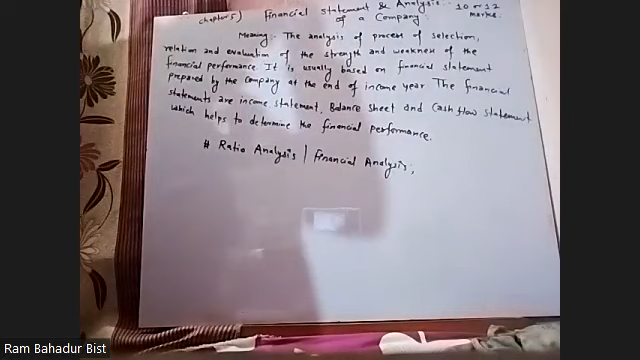 chapter 5) Financial Statement & Analysis 10 or 12
of a Company: marks.
Meaning:- The analysis of process of selection,
relation and evaluation of the strength and weakness of the
financial performance. It is usually based on financial statement
prepared by the company at the end of income year The financial
statements are income statement, Balance Sheet and Cash flow statement
which helps to determine the financial performance.
# Ratio Analysis | Financial Analysis;
Ram Bahadur Bist